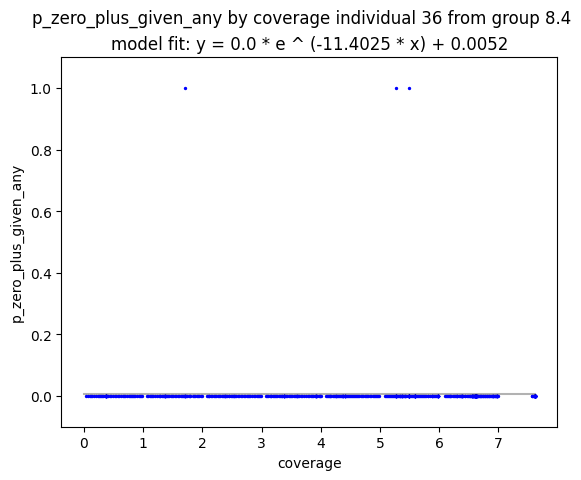 p_zero_plus_given_any by coverage individual 36 from group 8.4
model fit: y = 0.0 * e ^ (-11.4025 * x) + 0.0052
1.0
0.8
0.6
0.4
0.2
0.0
p_zero_plus_given_any
0 1 2 3 4 5 6 7
coverage